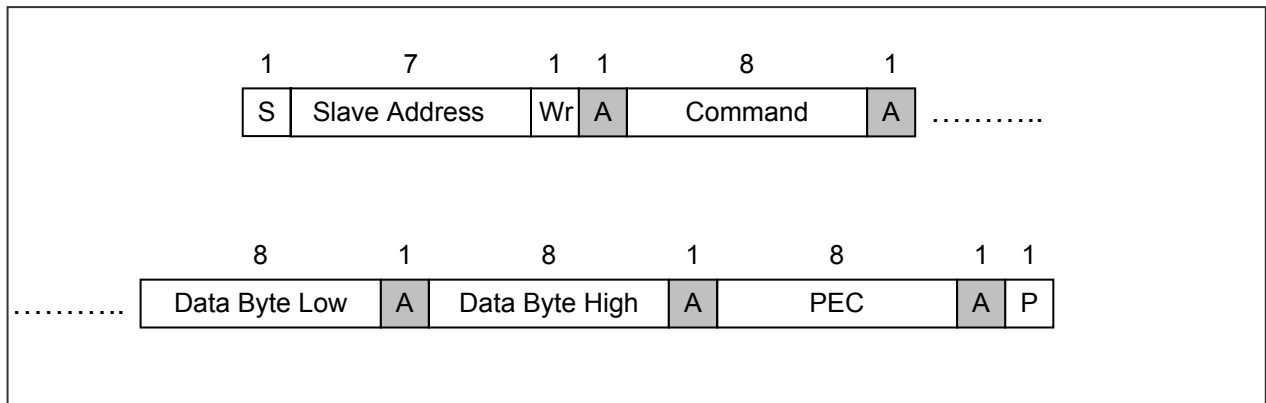 1 7 1 1 8 1
S Slave Address Wr A Command A ...........
8 1 8 1 8 1 1
........... Data Byte Low A Data Byte High A PEC A P